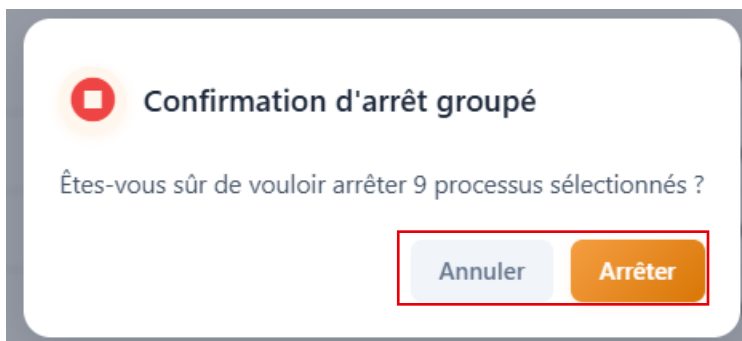 Confirmation d'arrêt groupé
Êtes-vous sûr de vouloir arrêter 9 processus sélectionnés ?
Annuler
Arrêter